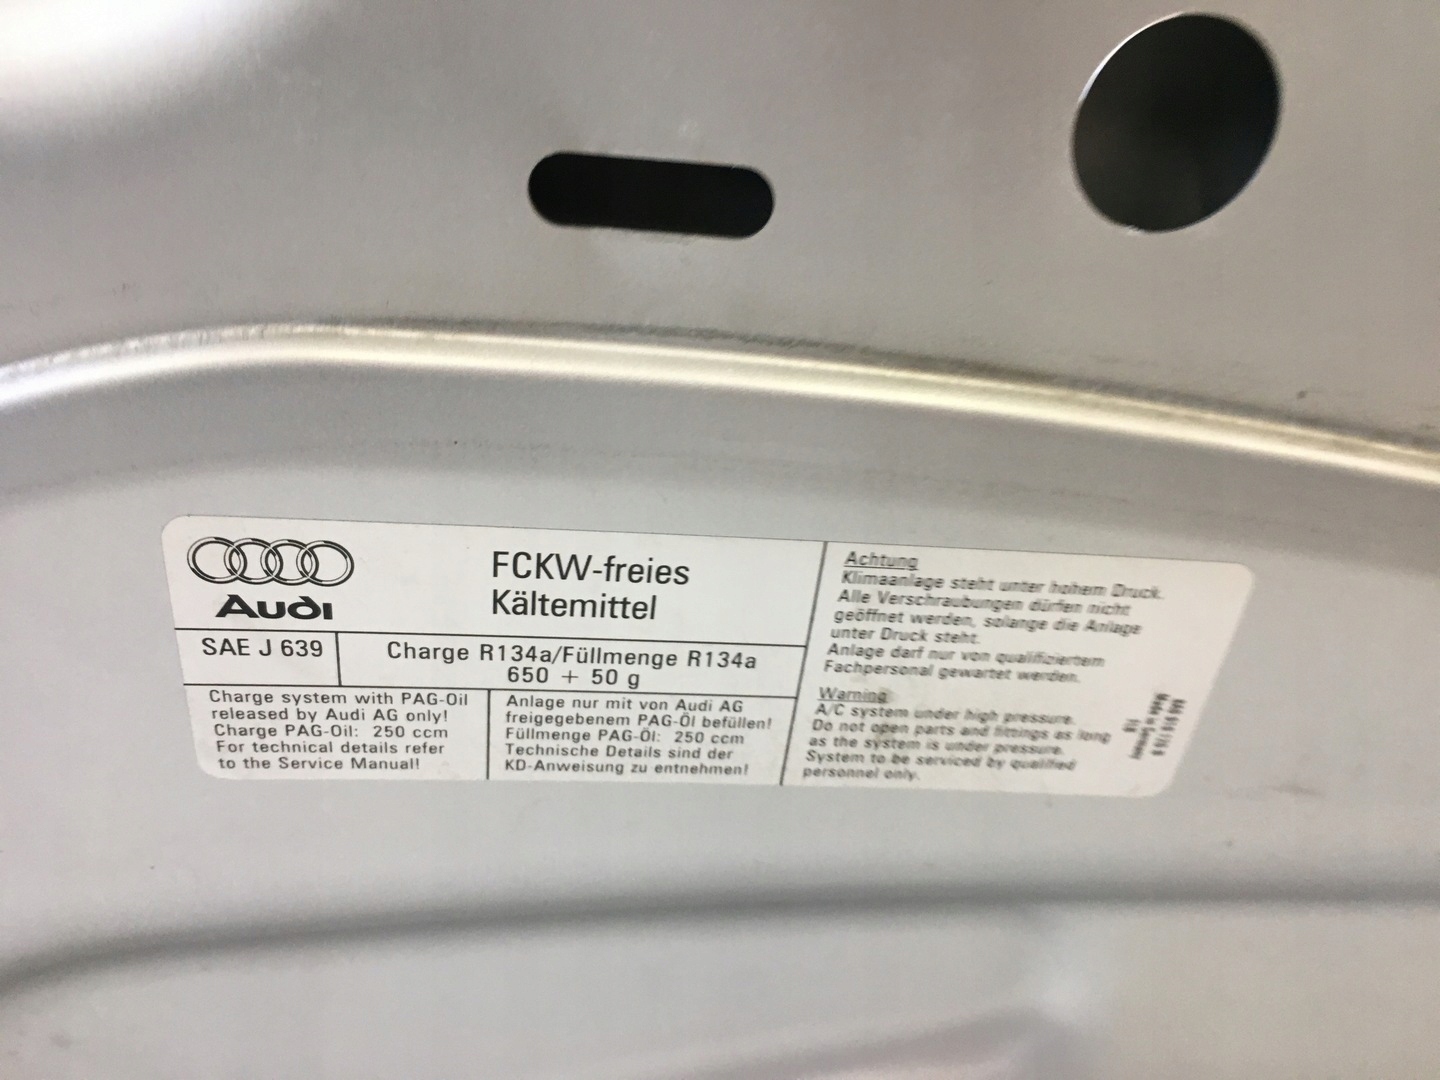 Audi
FCKW-freies
Kältemittel
SAE J 639
Charge R134a/Füllmenge R134a
650 + 50 g
Charge system with PAG-Oil
released by Audi AG only!
Charge PAG-Oil: 250 ccm
For technical details refer
to the Service Manual!
Anlage nur mit von Audi AG
freigegebenem PAG-Öl befüllen!
Füllmenge PAG-Öl: 250 ccm
Technische Details sind der
KD-Anweisung zu entnehmen!
Achtung
Klimaanlage steht unter hohem Druck.
Alle Verschraubungen dürfen nicht
geöffnet werden, solange die Anlage
unter Druck steht.
Anlage darf nur von qualifiziertem
Fachpersonal gewartet werden.
Warning
A/C system under high pressure.
Do not open parts and fittings as long
as the system is under pressure.
System to be serviced by qualified
personnel only.
Made in Germany